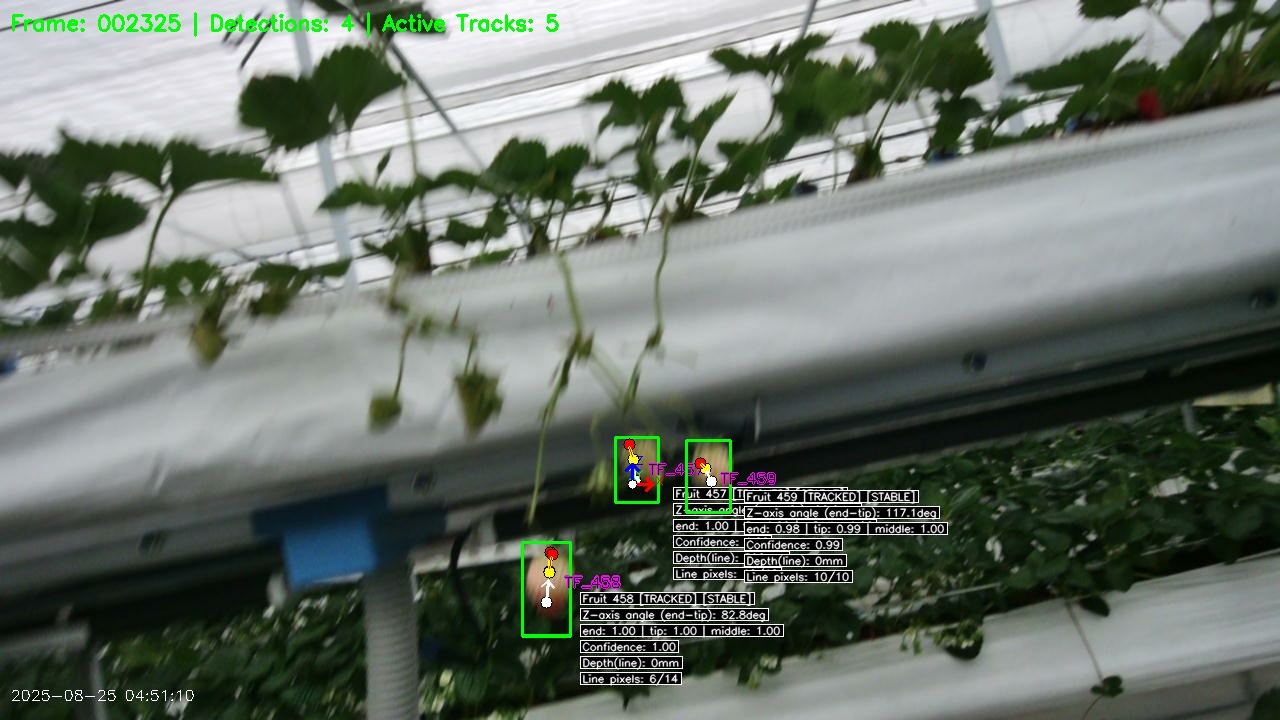 Frame: 002325 | Detections: 4 | Active Tracks: 5
TF_459
Fruit 457
Fruit 459 [TRACKED] [STABLE]
Z-axis angle (end-tip): 117.1deg
end: 1.00 |
end: 0.98 | tip: 0.99 | middle: 1.00
Confidence:
Confidence: 0.99
Depth(line):
Depth(line): 0mm
Line pixels:
Line pixels: 10/10
TF_458
Fruit 458 [TRACKED] [STABLE]
Z-axis angle (end-tip): 82.8deg
end: 1.00 | tip: 1.00 | middle: 1.00
Confidence: 1.00
Depth(line): 0mm
Line pixels: 6/14
2025-08-25 04:51:10